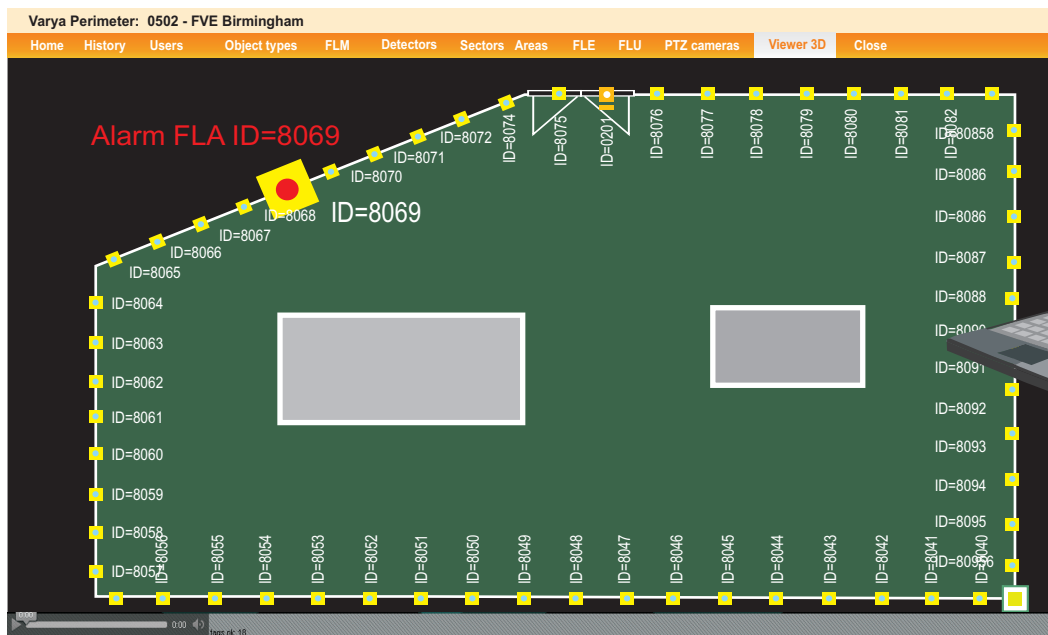 Varya Perimeter: 0502 - FVE Birmingham
Home History Users Object types FLM Detectors Sectors Areas FLE FLU PTZ cameras Viewer 3D Close
Alarm FLA ID=8069
ID=8069
ID=8074
ID=8075
ID=0201
ID=8076
ID=8077
ID=8078
ID=8079
ID=8080
ID=8081
ID=8082
ID=8072
ID=8071
ID=8070
ID=8068
ID=8067
ID=8066
ID=8065
ID=8064
ID=8063
ID=8062
ID=8061
ID=8060
ID=8059
ID=8058
ID=8057
ID=8055
ID=8054
ID=8053
ID=8052
ID=8051
ID=8050
ID=8049
ID=8048
ID=8047
ID=8046
ID=8045
ID=8044
ID=8043
ID=8042
ID=8041
ID=8040
ID=8086
ID=8086
ID=8087
ID=8088
ID=8091
ID=8092
ID=8093
ID=8094
ID=8095
0:00
0:00
tags ok: 18